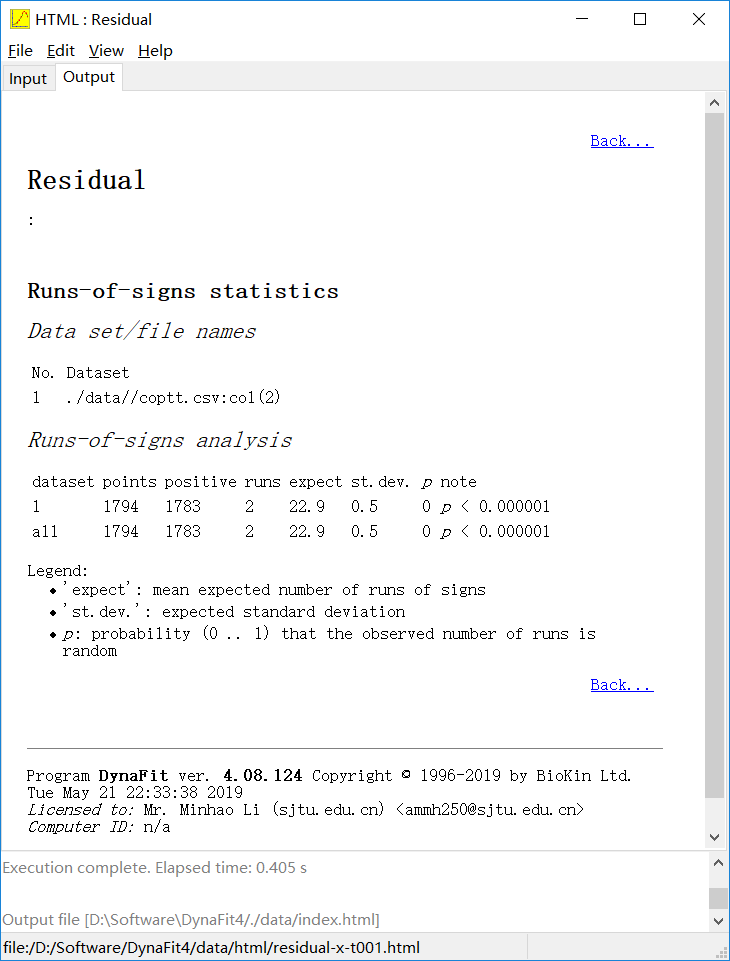 HTML : Residual
File Edit View Help
Input Output
Back...
Residual
:
Runs-of-signs statistics
Data set/file names
No. Dataset
1 ./data//coptt.csv:col(2)
Runs-of-signs analysis
dataset points positive runs expect st.dev. p note
1 1794 1783 2 22.9 0.5 0 p < 0.000001
all 1794 1783 2 22.9 0.5 0 p < 0.000001
Legend:
◆ 'expect': mean expected number of runs of signs
◆ 'st.dev.': expected standard deviation
◆ p: probability (0 .. 1) that the observed number of runs is
random
Back...
Program DynaFit ver. 4.08.124 Copyright © 1996-2019 by BioKin Ltd.
Tue May 21 22:33:38 2019
Licensed to: Mr. Minhao Li (sjtu.edu.cn) <ammh250@sjtu.edu.cn>
Computer ID: n/a
Execution complete. Elapsed time: 0.405 s
Output file [D:\Software\DynaFit4/./data/index.html]
file:/D:/Software/DynaFit4/data/html/residual-x-t001.html